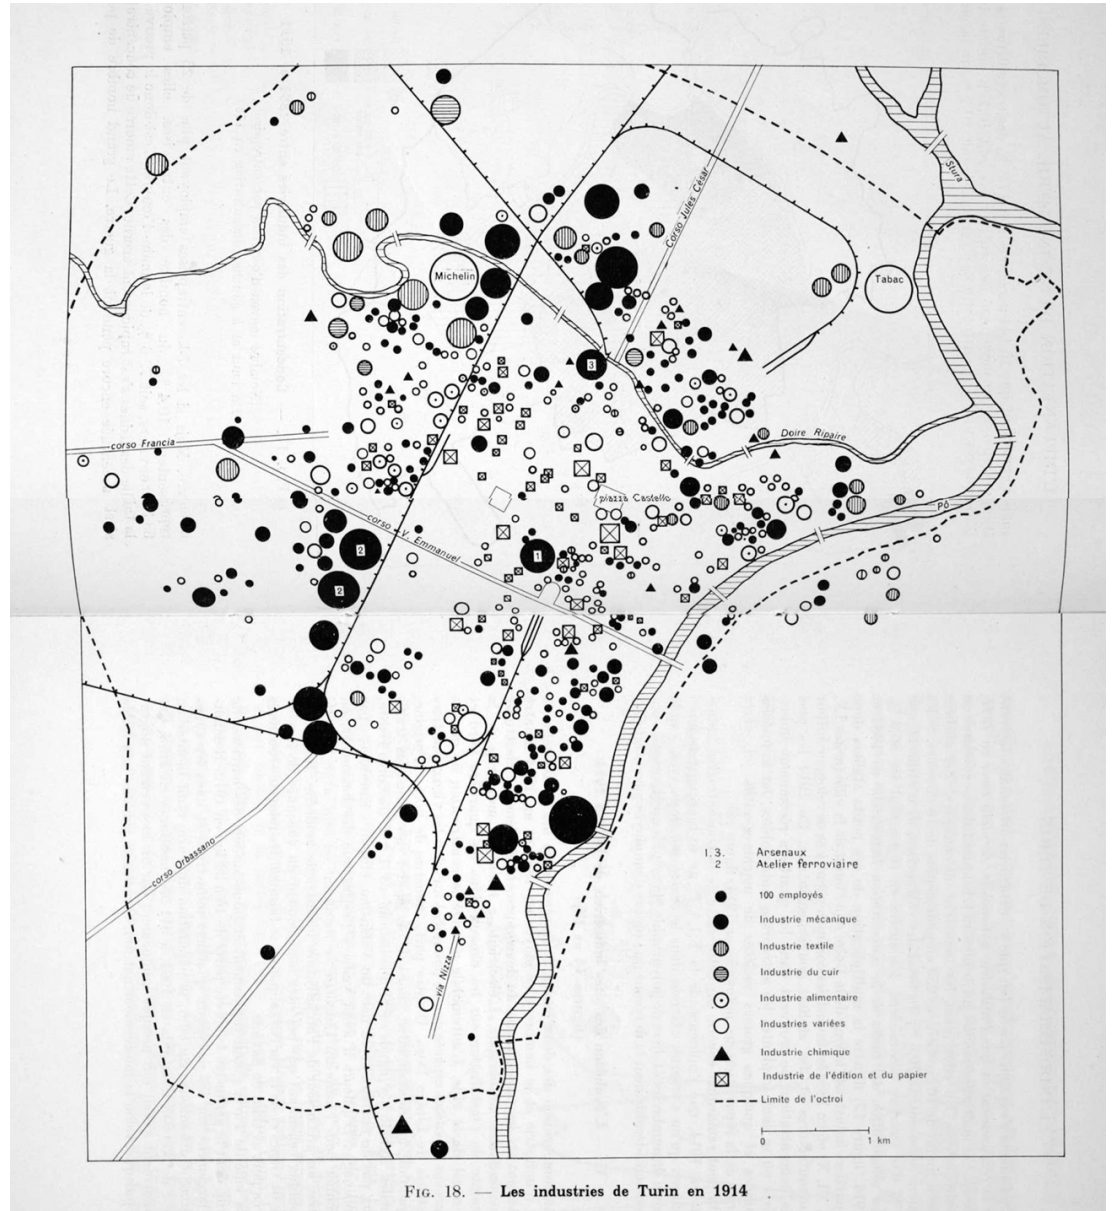 Stura
Corso Jules César
Michelin
Tabac
3
corso Francia
Doire Ripaire
piazza Castello
Pô
corso V. Emmanuel
2
1
2
corso Orbassano
via Nizza
1. 3. Arsenaux
2 Atelier ferroviaire
100 employés
Industrie mécanique
Industrie textile
Industrie du cuir
Industrie alimentaire
Industries variées
Industrie chimique
Industrie de l'édition et du papier
Limite de l'octroi
0 1 km
FIG. 18. — Les industries de Turin en 1914